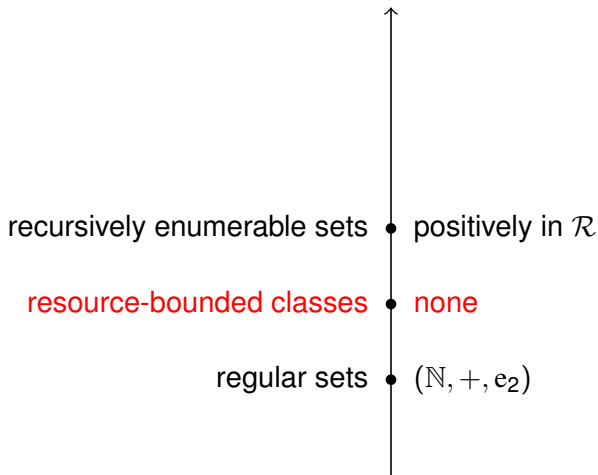 recursively enumerable sets positively in ℛ
resource-bounded classes none
regular sets (ℕ, +, e₂)